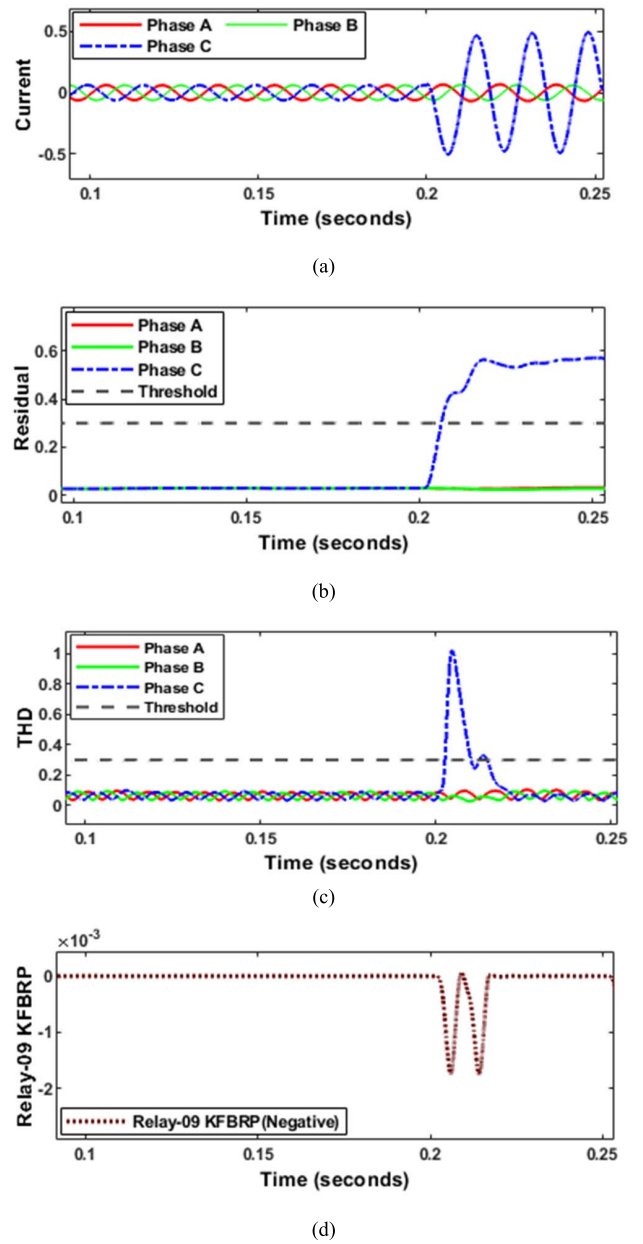 Phase A Phase B
Phase C
0.5
0
-0.5
Current
0.1 0.15 0.2 0.25
Time (seconds)
(a)
Phase A
Phase B
Phase C
Threshold
0.6
0.4
0.2
0
Residual
0.1 0.15 0.2 0.25
Time (seconds)
(b)
Phase A
Phase B
Phase C
Threshold
1
0.8
0.6
0.4
0.2
0
THD
0.1 0.15 0.2 0.25
Time (seconds)
(c)
×10-3
0
-1
-2
Relay-09 KFBRP
Relay-09 KFBRP(Negative)
0.1 0.15 0.2 0.25
Time (seconds)
(d)